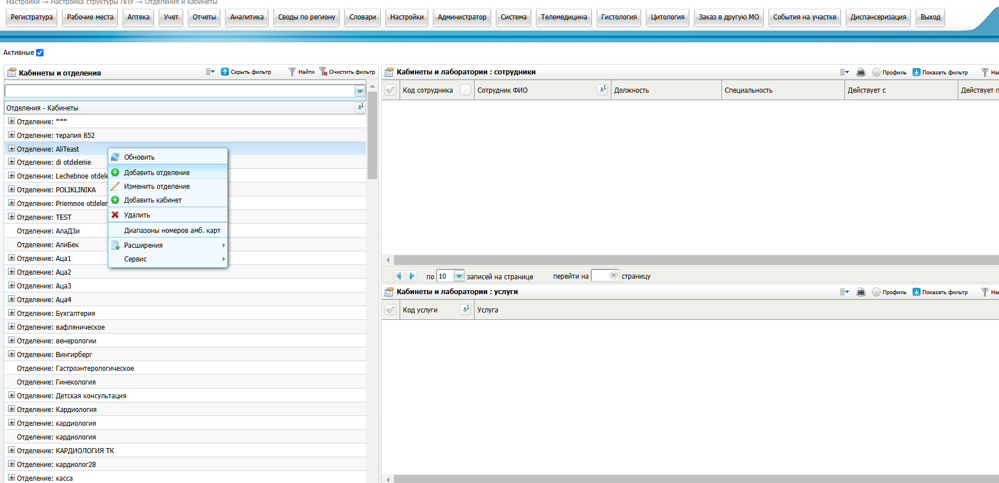 Настройки → Настройка структуры ЛПУ → Отделения и кабинеты
Регистратура Рабочие места Аптека Учет Отчеты Аналитика Своды по региону Словари Настройки Администратор Система Телемедицина Гистология Цитология Заказ в другую МО События на участке Диспансеризация Выход
Активные
Кабинеты и отделения Скрыть фильтр Найти Очистить фильтр
Отделения - Кабинеты 1
Отделение: ***
Отделение: терапия 852
Отделение: AliTeast
Отделение: di otdelenie
Отделение: Lechebnoe otdele
Отделение: POLIKLINIKA
Отделение: Priemnoe otdeler
Отделение: TEST
Отделение: АлаДЗи
Отделение: АлиБек
Отделение: Аца1
Отделение: Аца2
Отделение: Аца3
Отделение: Аца4
Отделение: Бухгалтерия
Отделение: вафляническое
Отделение: венерологии
Отделение: Вингирберг
Отделение: Гастроэнтерологическое
Отделение: Гинекология
Отделение: Детская консультация
Отделение: Кардиология
Отделение: кардиология
Отделение: кардиология
Отделение: КАРДИОЛОГИЯ ТК
Отделение: кардиолог28
Отделение: касса
Обновить
Добавить отделение
Изменить отделение
Добавить кабинет
Удалить
Диапазоны номеров амб. карт
Расширения
Сервис
Кабинеты и лаборатории : сотрудники Профиль Показать фильтр На
Код сотрудника Сотрудник ФИО 1 Должность Специальность Действует с Действует п
по 10 записей на странице перейти на страницу
Кабинеты и лаборатории : услуги Профиль Показать фильтр На
Код услуги 1 Услуга